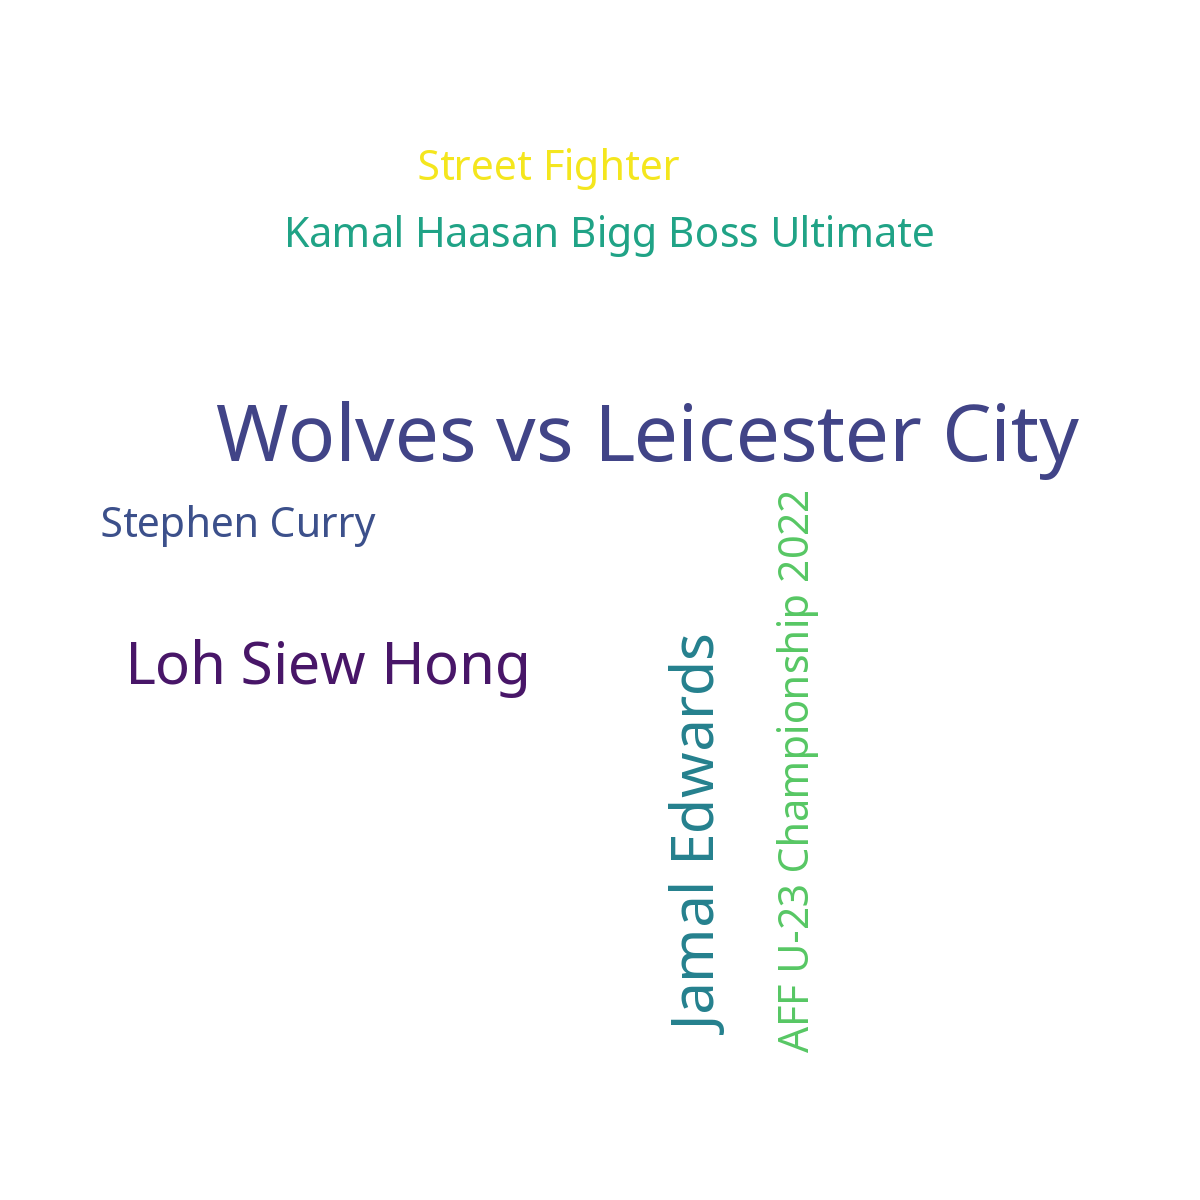 Street Fighter
Kamal Haasan Bigg Boss Ultimate
Wolves vs Leicester City
Stephen Curry
Loh Siew Hong
Jamal Edwards
AFF U-23 Championship 2022